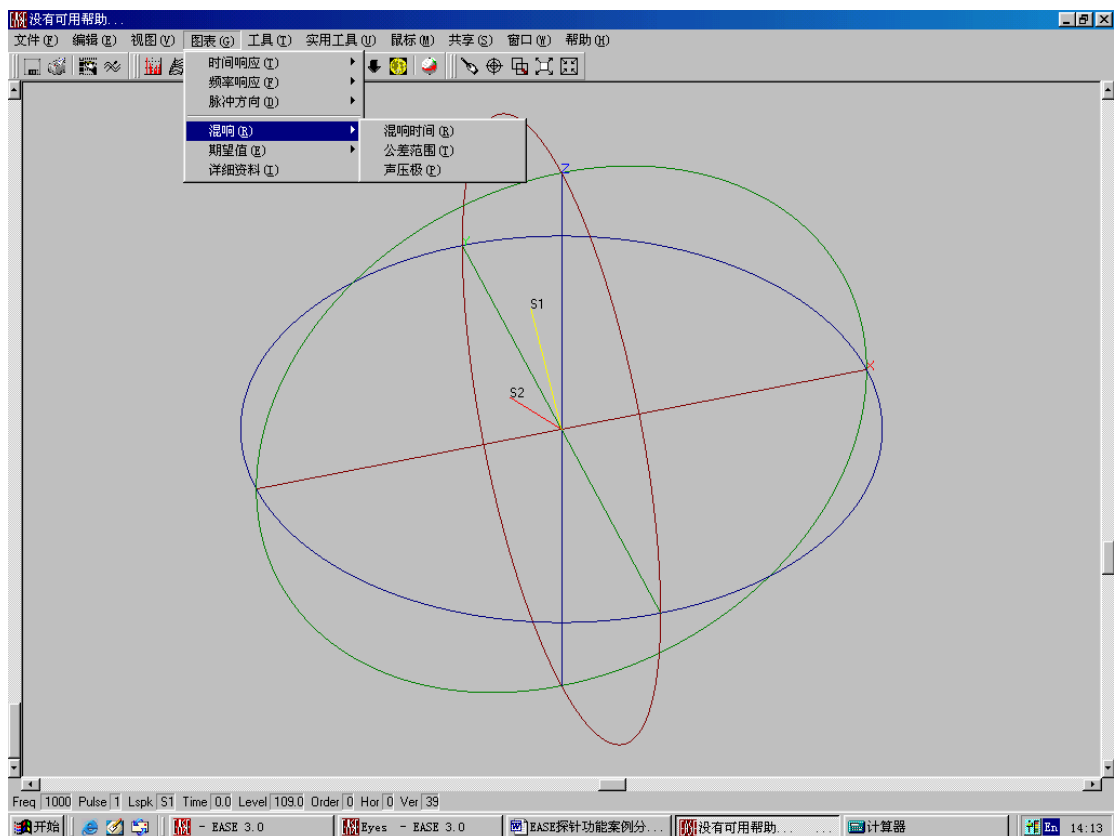 没有可用帮助...
文件(F) 编辑(E) 视图(V) 图表(G) 工具(T) 实用工具(U) 鼠标(M) 共享(S) 窗口(W) 帮助(H)
时间响应(T)
频率响应(F)
脉冲方向(D)
混响(R)
期望值(E)
详细资料(I)
混响时间(R)
公差范围(T)
声压极(P)
Z
S1
X
S2
Freq 1000 Pulse 1 Lspk S1 Time 0.0 Level 109.0 Order 0 Hor 0 Ver 39
开始 - EASE 3.0 Eyes - EASE 3.0 EASE探针功能案例分... 没有可用帮助... ... 计算器 En 14:13